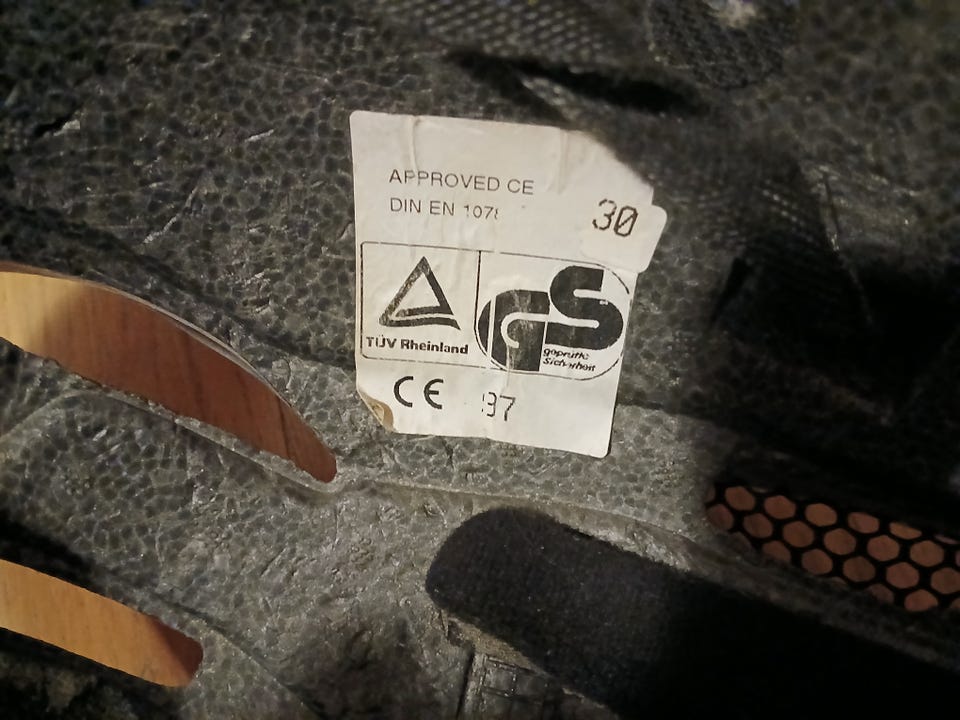 APPROVED CE
DIN EN 1078
30
TÜV Rheinland
GS
geprüfte
Sicherheit
CE 97